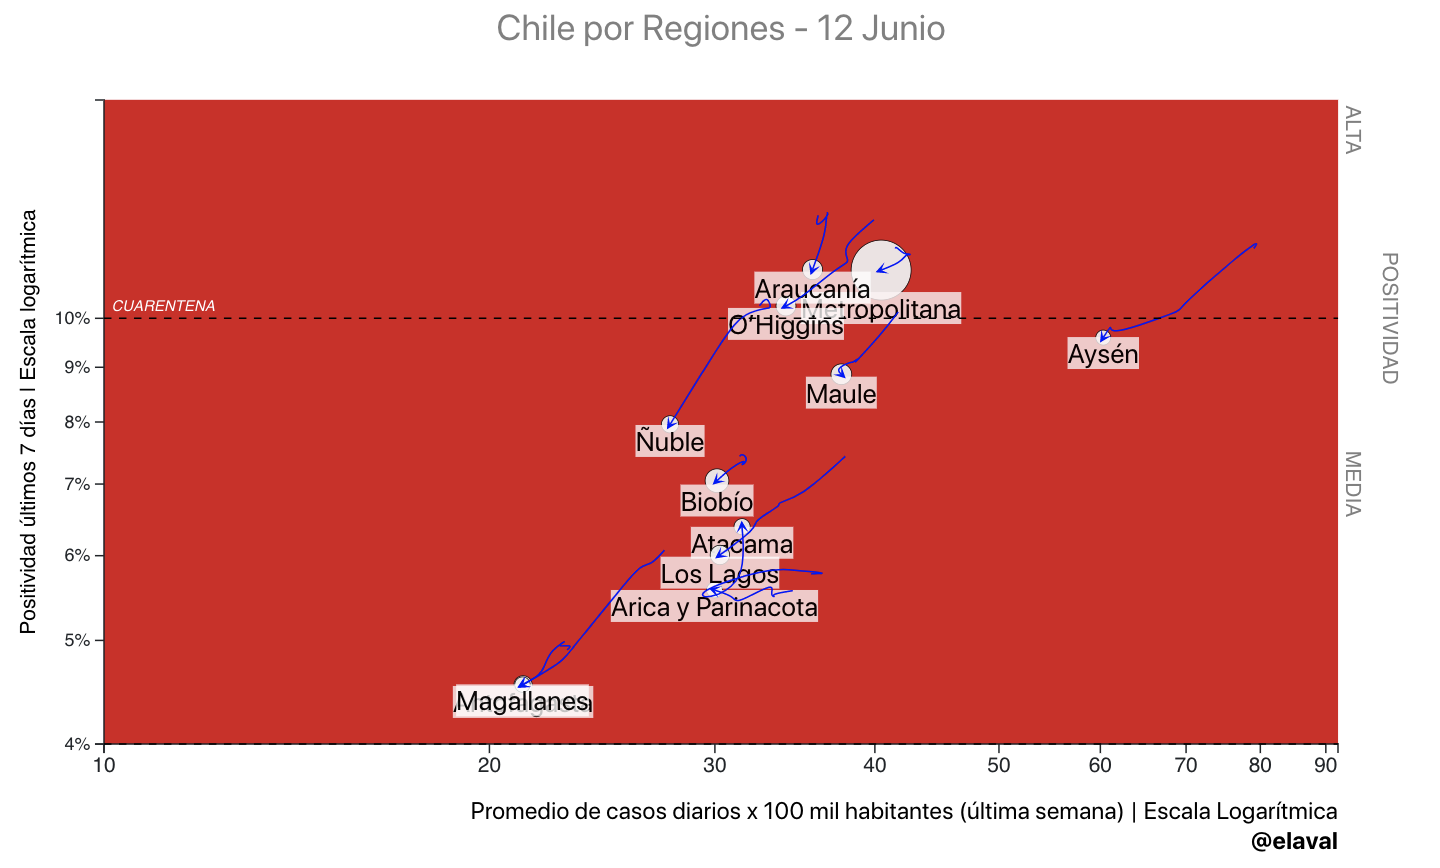 Chile por Regiones - 12 Junio
ALTA
POSITIVIDAD
MEDIA
Positividad últimos 7 días | Escala logarítmica
CUARENTENA
10%
9%
8%
7%
6%
5%
4%
Araucanía
Metropolitana
O'Higgins
Aysén
Maule
Ñuble
Biobío
Atacama
Los Lagos
Arica y Parinacota
Magallanes
10 20 30 40 50 60 70 80 90
Promedio de casos diarios x 100 mil habitantes (última semana) | Escala Logarítmica
@elaval